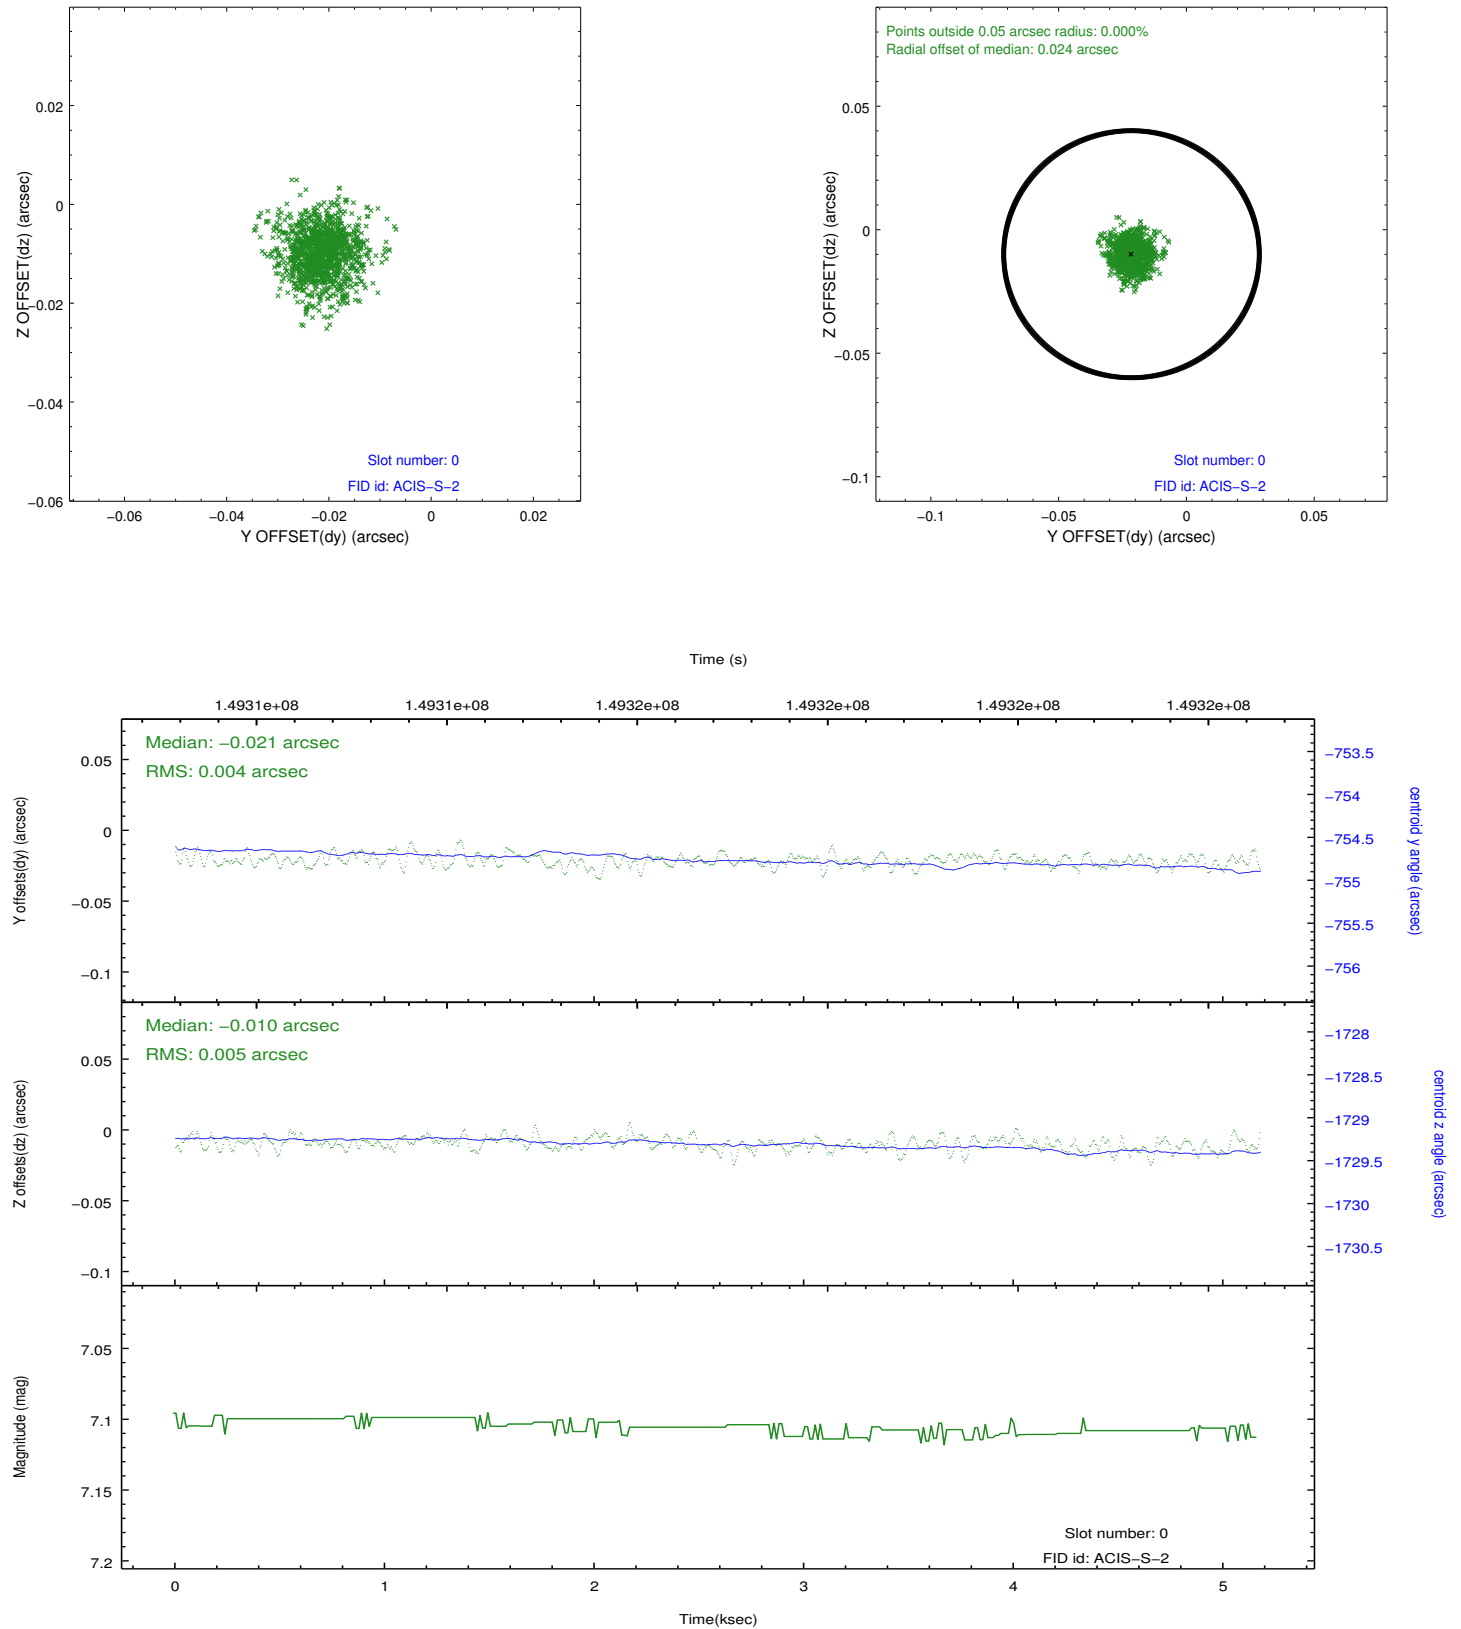 Z OFFSET(dz) (arcsec)
0.02
0
−0.02
−0.04
−0.06
−0.06
−0.04
−0.02
0
0.02
Y OFFSET(dy) (arcsec)
Slot number: 0
FID id: ACIS−S−2
Points outside 0.05 arcsec radius: 0.000%
Radial offset of median: 0.024 arcsec
Z OFFSET(dz) (arcsec)
0.05
0
−0.05
−0.1
−0.1
−0.05
0
0.05
Y OFFSET(dy) (arcsec)
Slot number: 0
FID id: ACIS−S−2
Time (s)
1.4931e+08
1.4931e+08
1.4932e+08
1.4932e+08
1.4932e+08
1.4932e+08
Median: −0.021 arcsec
RMS: 0.004 arcsec
Y offsets(dy) (arcsec)
0.05
0
−0.05
−0.1
−753.5
−754
−754.5
−755
−755.5
−756
centroid y angle (arcsec)
Median: −0.010 arcsec
RMS: 0.005 arcsec
Z offsets(dz) (arcsec)
0.05
0
−0.05
−0.1
−1728
−1728.5
−1729
−1729.5
−1730
−1730.5
centroid z angle (arcsec)
Magnitude (mag)
7.05
7.1
7.15
7.2
Slot number: 0
FID id: ACIS−S−2
0
1
2
3
4
5
Time(ksec)